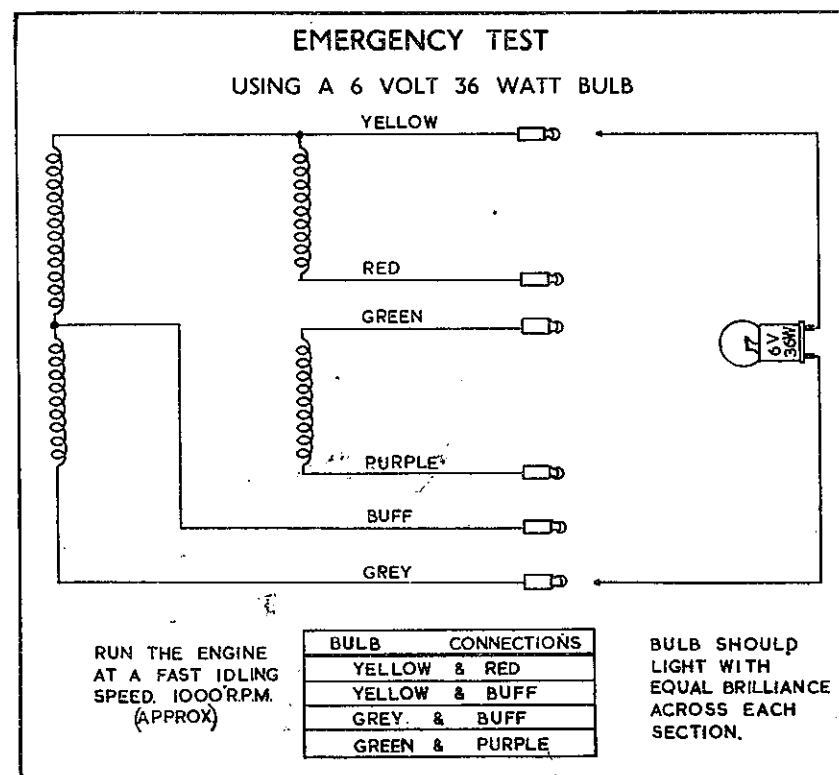 EMERGENCY TEST
USING A 6 VOLT 36 WATT BULB
YELLOW
RED
GREEN
6V
36W
PURPLE
BUFF
GREY
RUN THE ENGINE
AT A FAST IDLING
SPEED. 1000 R.P.M.
(APPROX)
BULB CONNECTIONS
YELLOW & RED
YELLOW & BUFF
GREY. & BUFF
GREEN & PURPLE
BULB SHOULD
LIGHT WITH
EQUAL BRILLIANCE
ACROSS EACH
SECTION.